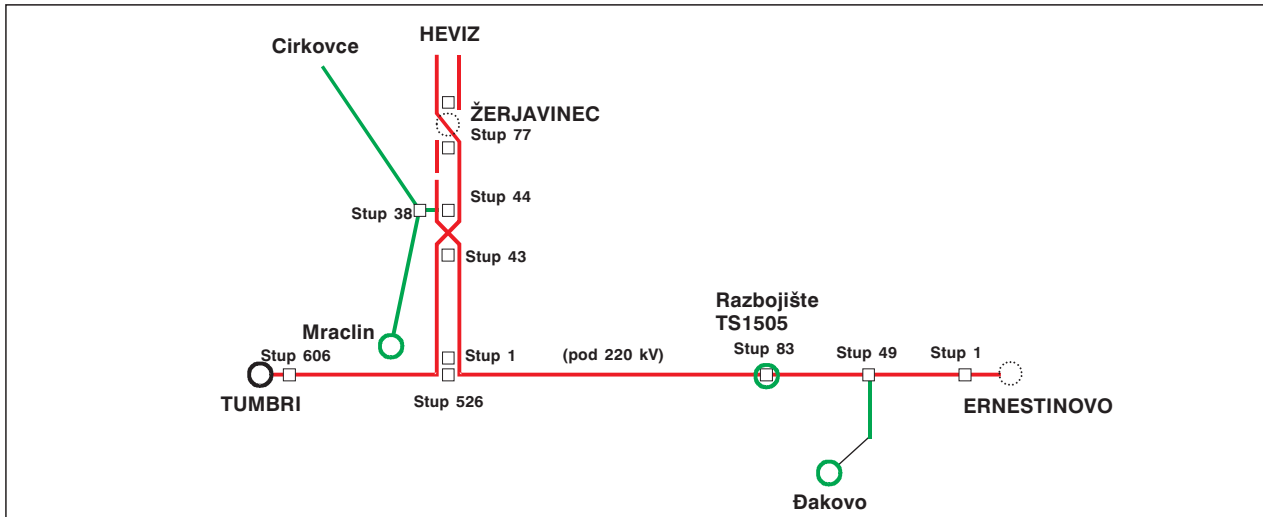 HEVIZ
Cirkovce
ŽERJAVINEC
Stup 77
Stup 44
Stup 38
Stup 43
Razbojište
TS1505
Mraclin
Stup 606
Stup 1
(pod 220 kV)
Stup 83
Stup 49
Stup 1
TUMBRI
Stup 526
ERNESTINOVO
Đakovo